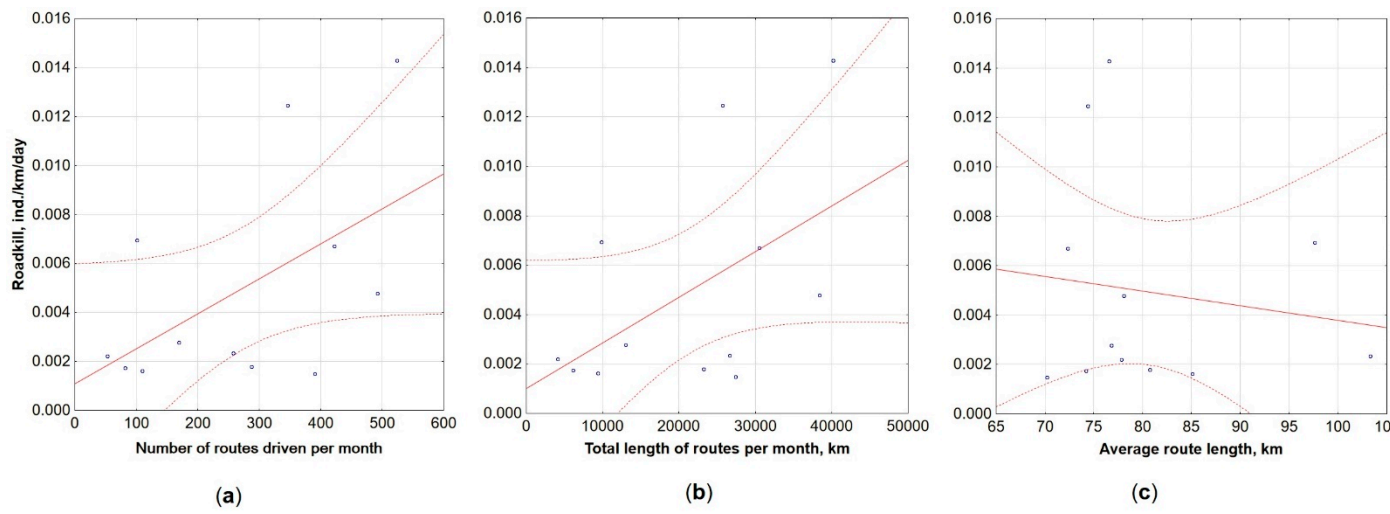 Roadkill, ind./km/day
0.016
0.014
0.012
0.010
0.008
0.006
0.004
0.002
0.000
0 100 200 300 400 500 600
Number of routes driven per month
(a)
0.016
0.014
0.012
0.010
0.008
0.006
0.004
0.002
0.000
0 10000 20000 30000 40000 50000
Total length of routes per month, km
(b)
0.016
0.014
0.012
0.010
0.008
0.006
0.004
0.002
0.000
65 70 75 80 85 90 95 100 10
Average route length, km
(c)